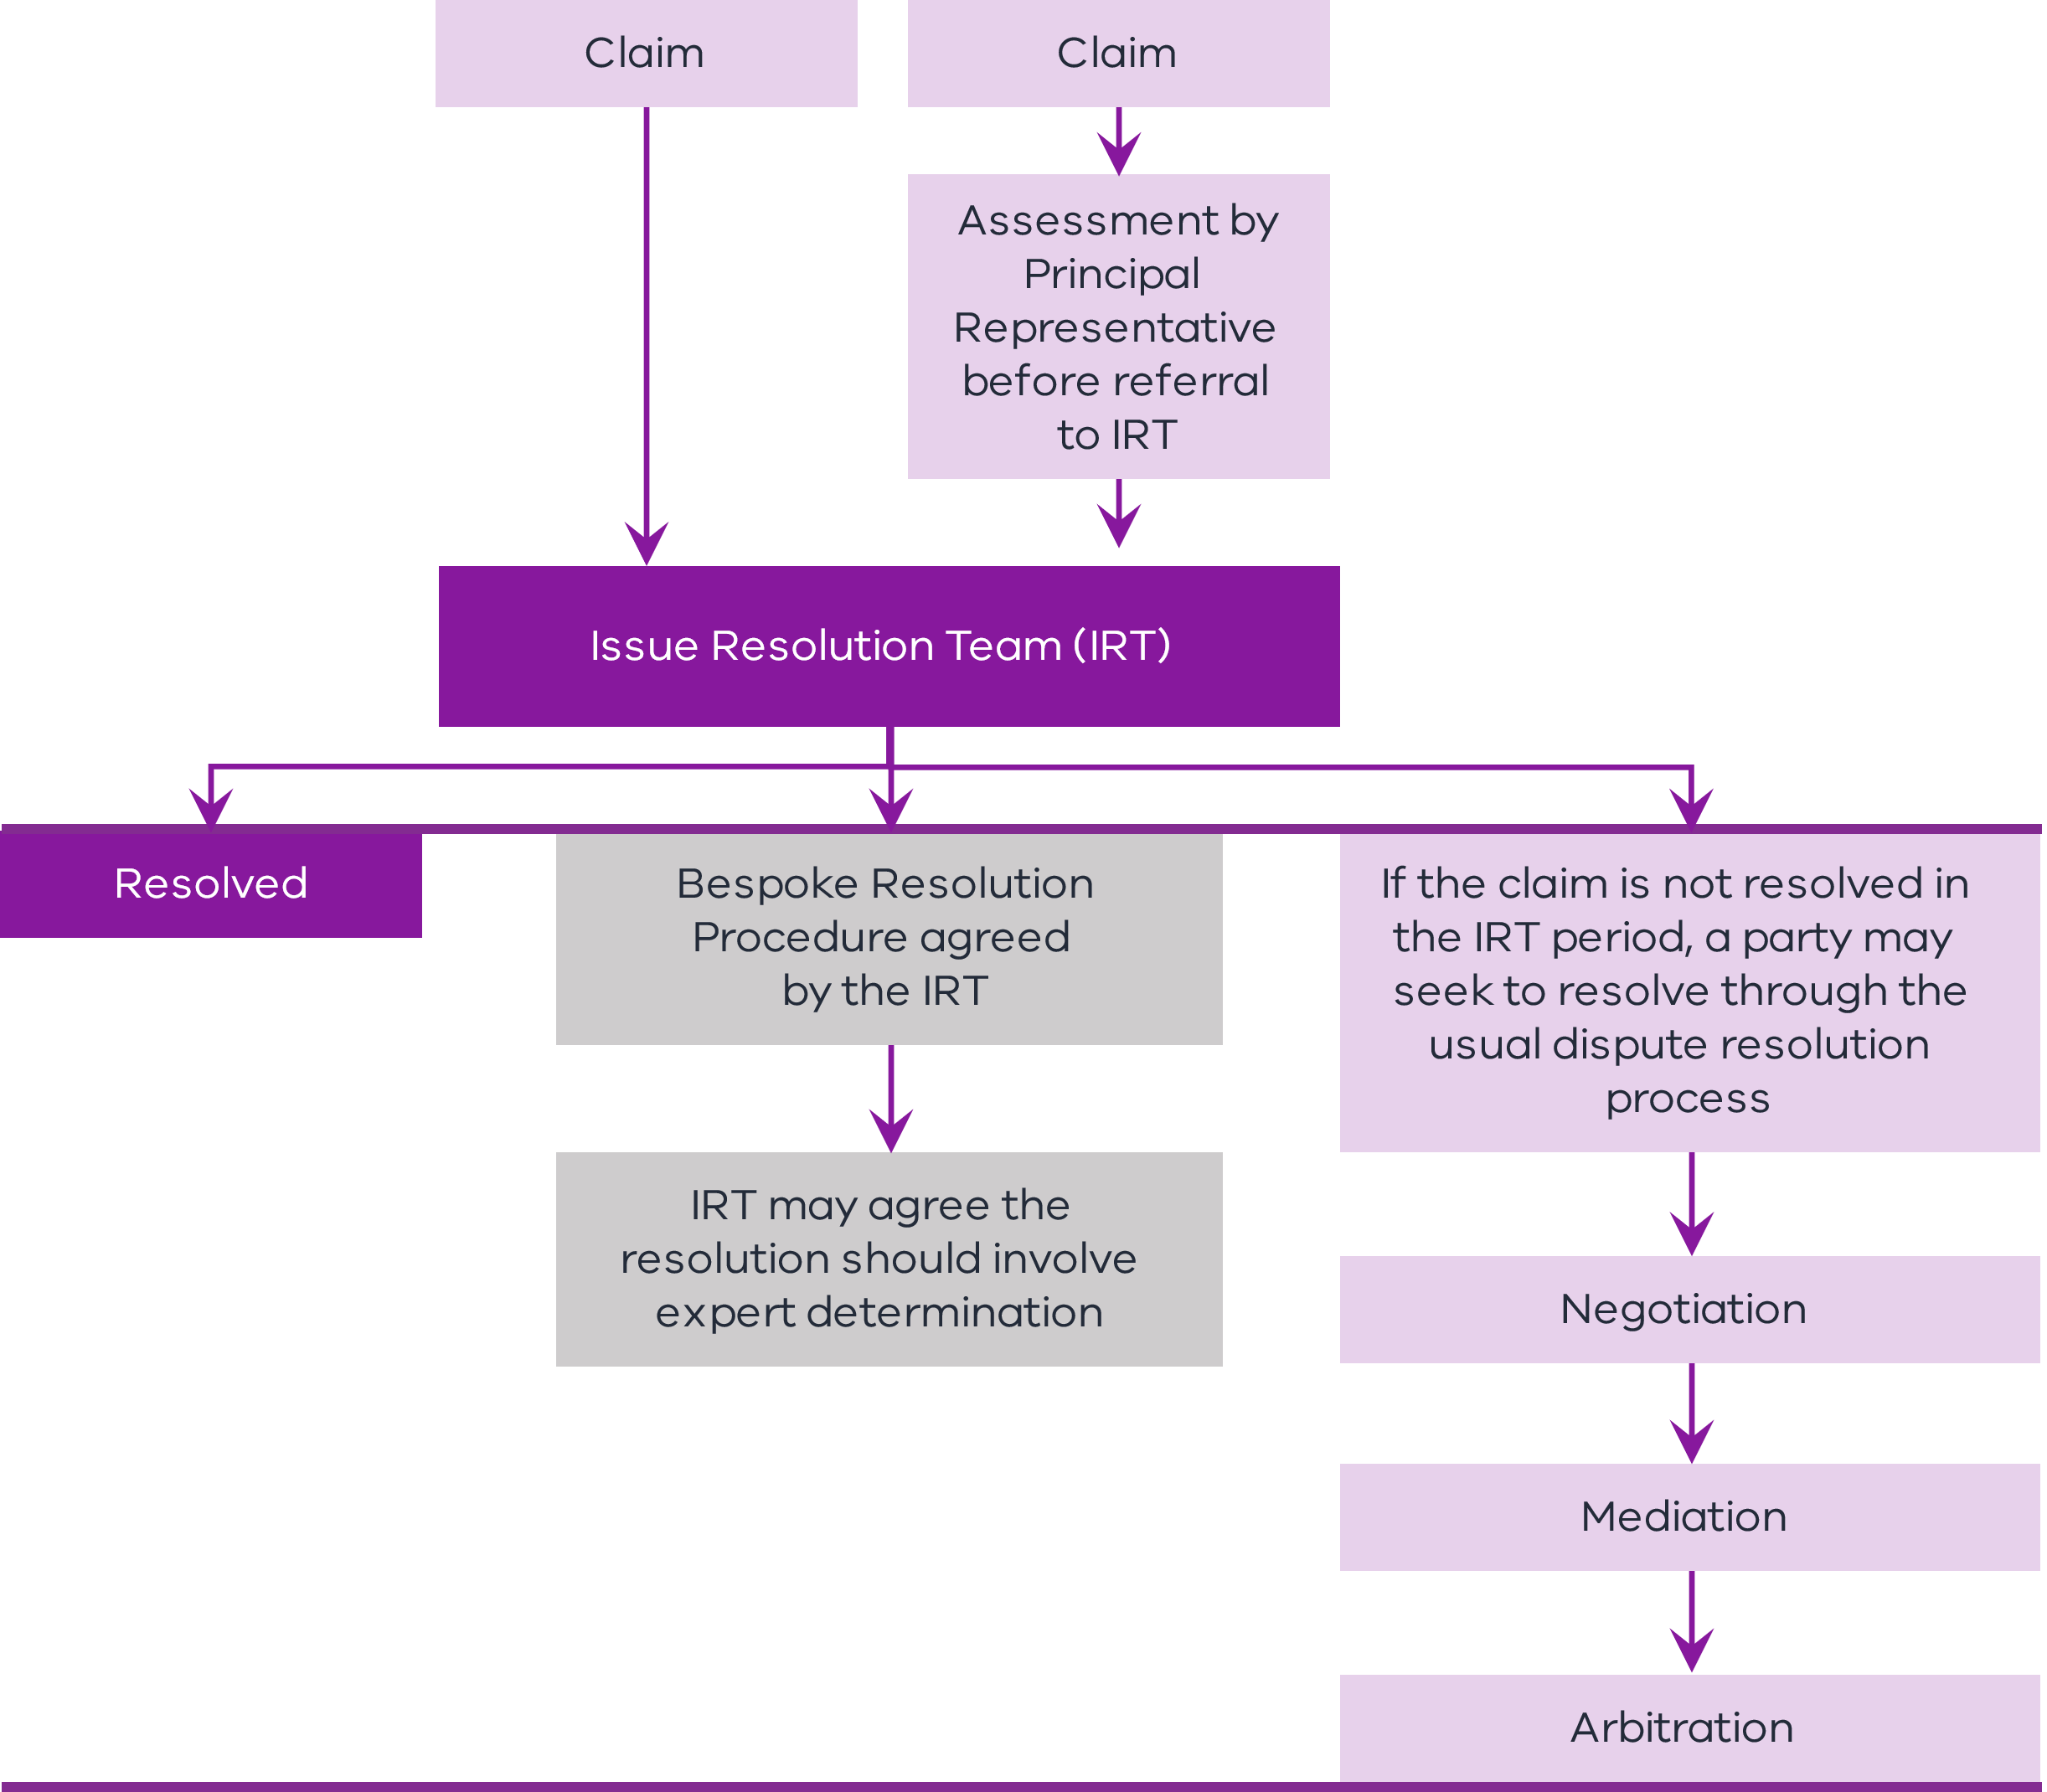 Claim
Claim
Assessment by
Principal
Representative
before referral
to IRT
Issue Resolution Team (IRT)
Resolved
Bespoke Resolution
Procedure agreed
by the IRT
IRT may agree the
resolution should involve
expert determination
If the claim is not resolved in
the IRT period, a party may
seek to resolve through the
usual dispute resolution
process
Negotiation
Mediation
Arbitration